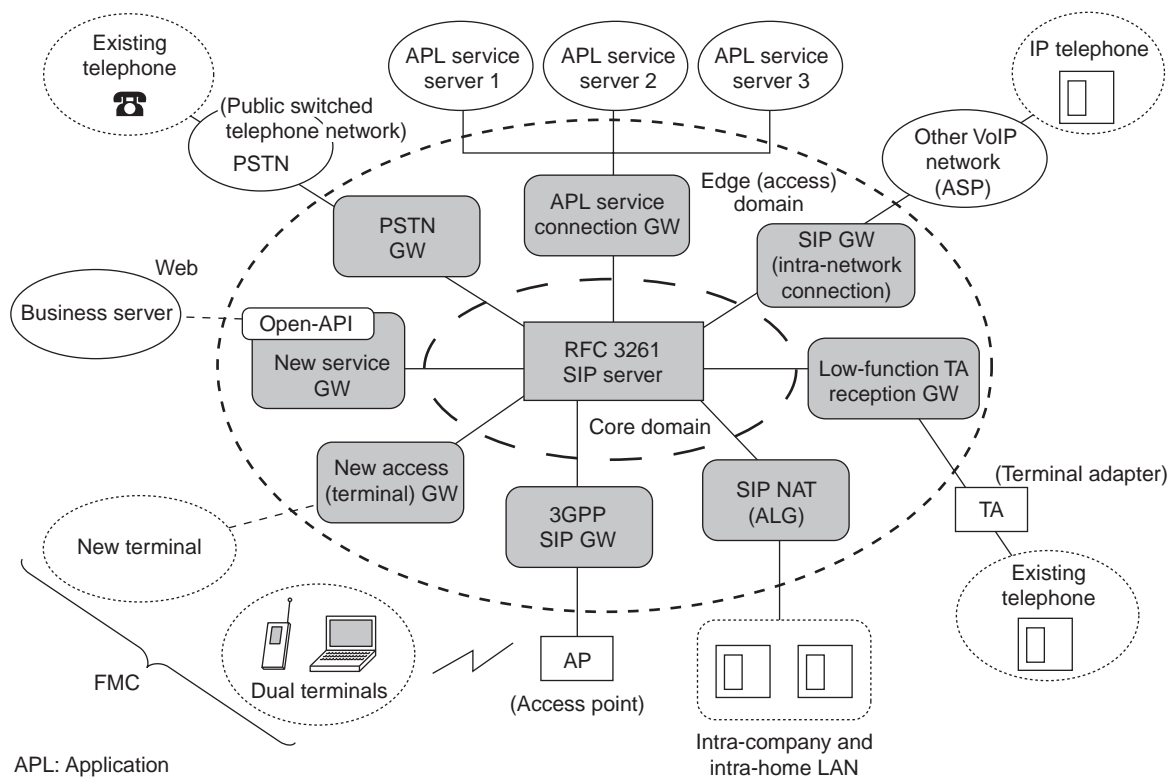 Existing
telephone
(Public switched
telephone network)
PSTN
APL service
server 1
APL service
server 2
APL service
server 3
IP telephone
Other VoIP
network
(ASP)
Edge (access)
domain
PSTN
GW
APL service
connection GW
SIP GW
(intra-network
connection)
Web
Business server
Open-API
New service
GW
RFC 3261
SIP server
Low-function TA
reception GW
Core domain
New access
(terminal) GW
3GPP
SIP GW
SIP NAT
(ALG)
(Terminal adapter)
TA
New terminal
Existing
telephone
FMC
Dual terminals
AP
(Access point)
Intra-company and
intra-home LAN
APL: Application